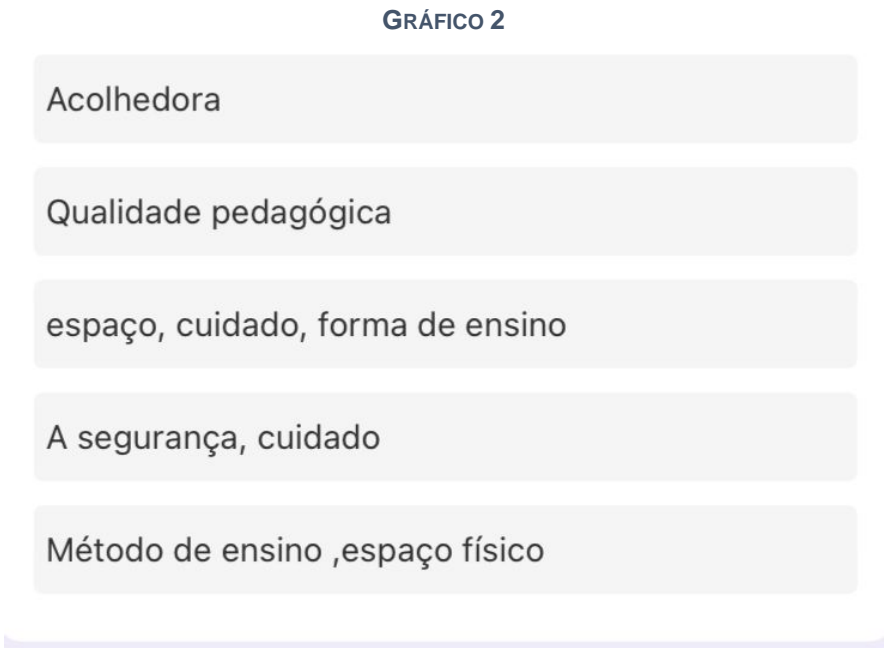 GRÁFICO 2
Acolhedora
Qualidade pedagógica
espaço, cuidado, forma de ensino
A segurança, cuidado
Método de ensino ,espaço físico